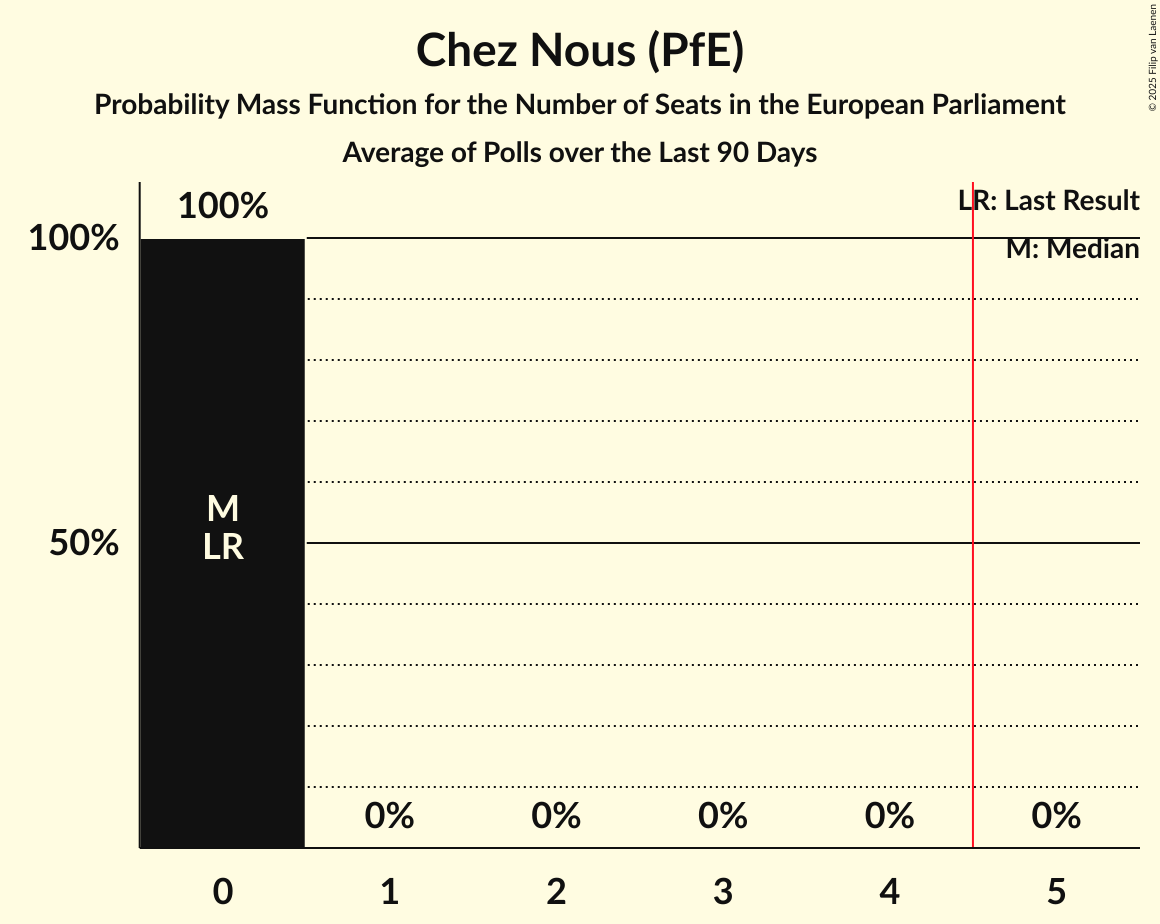 Chez Nous (PfE)
Probability Mass Function for the Number of Seats in the European Parliament
Average of Polls over the Last 90 Days
© 2025 Filip van Laenen
LR: Last Result
M: Median
100%
100%
50%
M
LR
0% 0% 0% 0% 0%
0 1 2 3 4 5